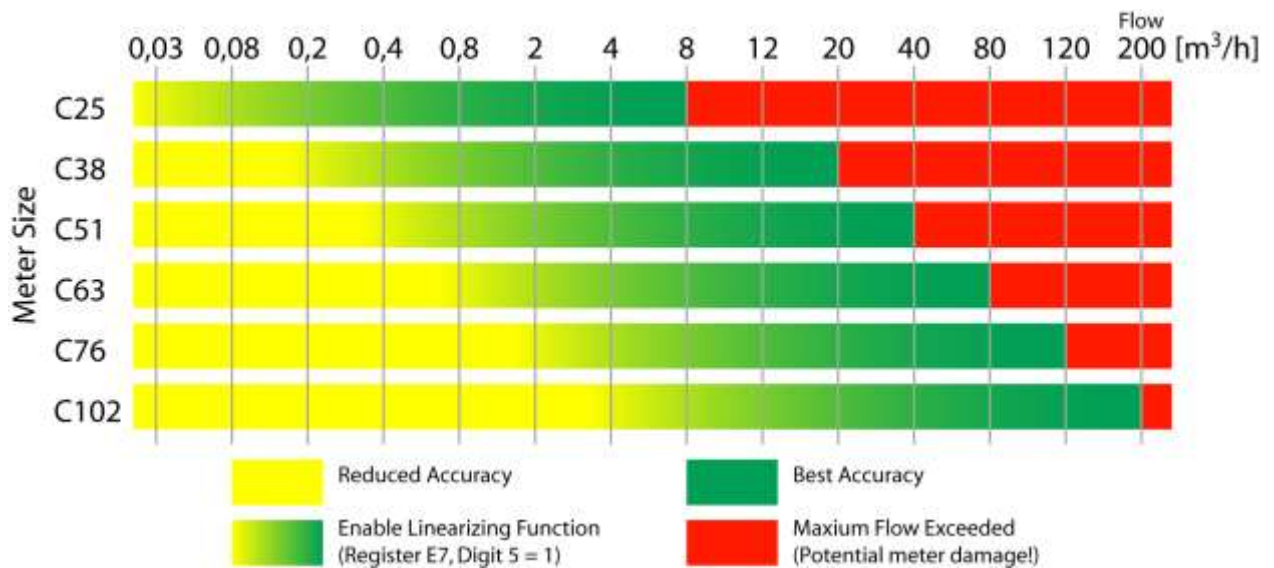 Flow
0,03 0,08 0,2 0,4 0,8 2 4 8 12 20 40 80 120 200 [m³/h]
Meter Size
C25
C38
C51
C63
C76
C102
Reduced Accuracy
Best Accuracy
Enable Linearizing Function
(Register E7, Digit 5 = 1)
Maxium Flow Exceeded
(Potential meter damage!)